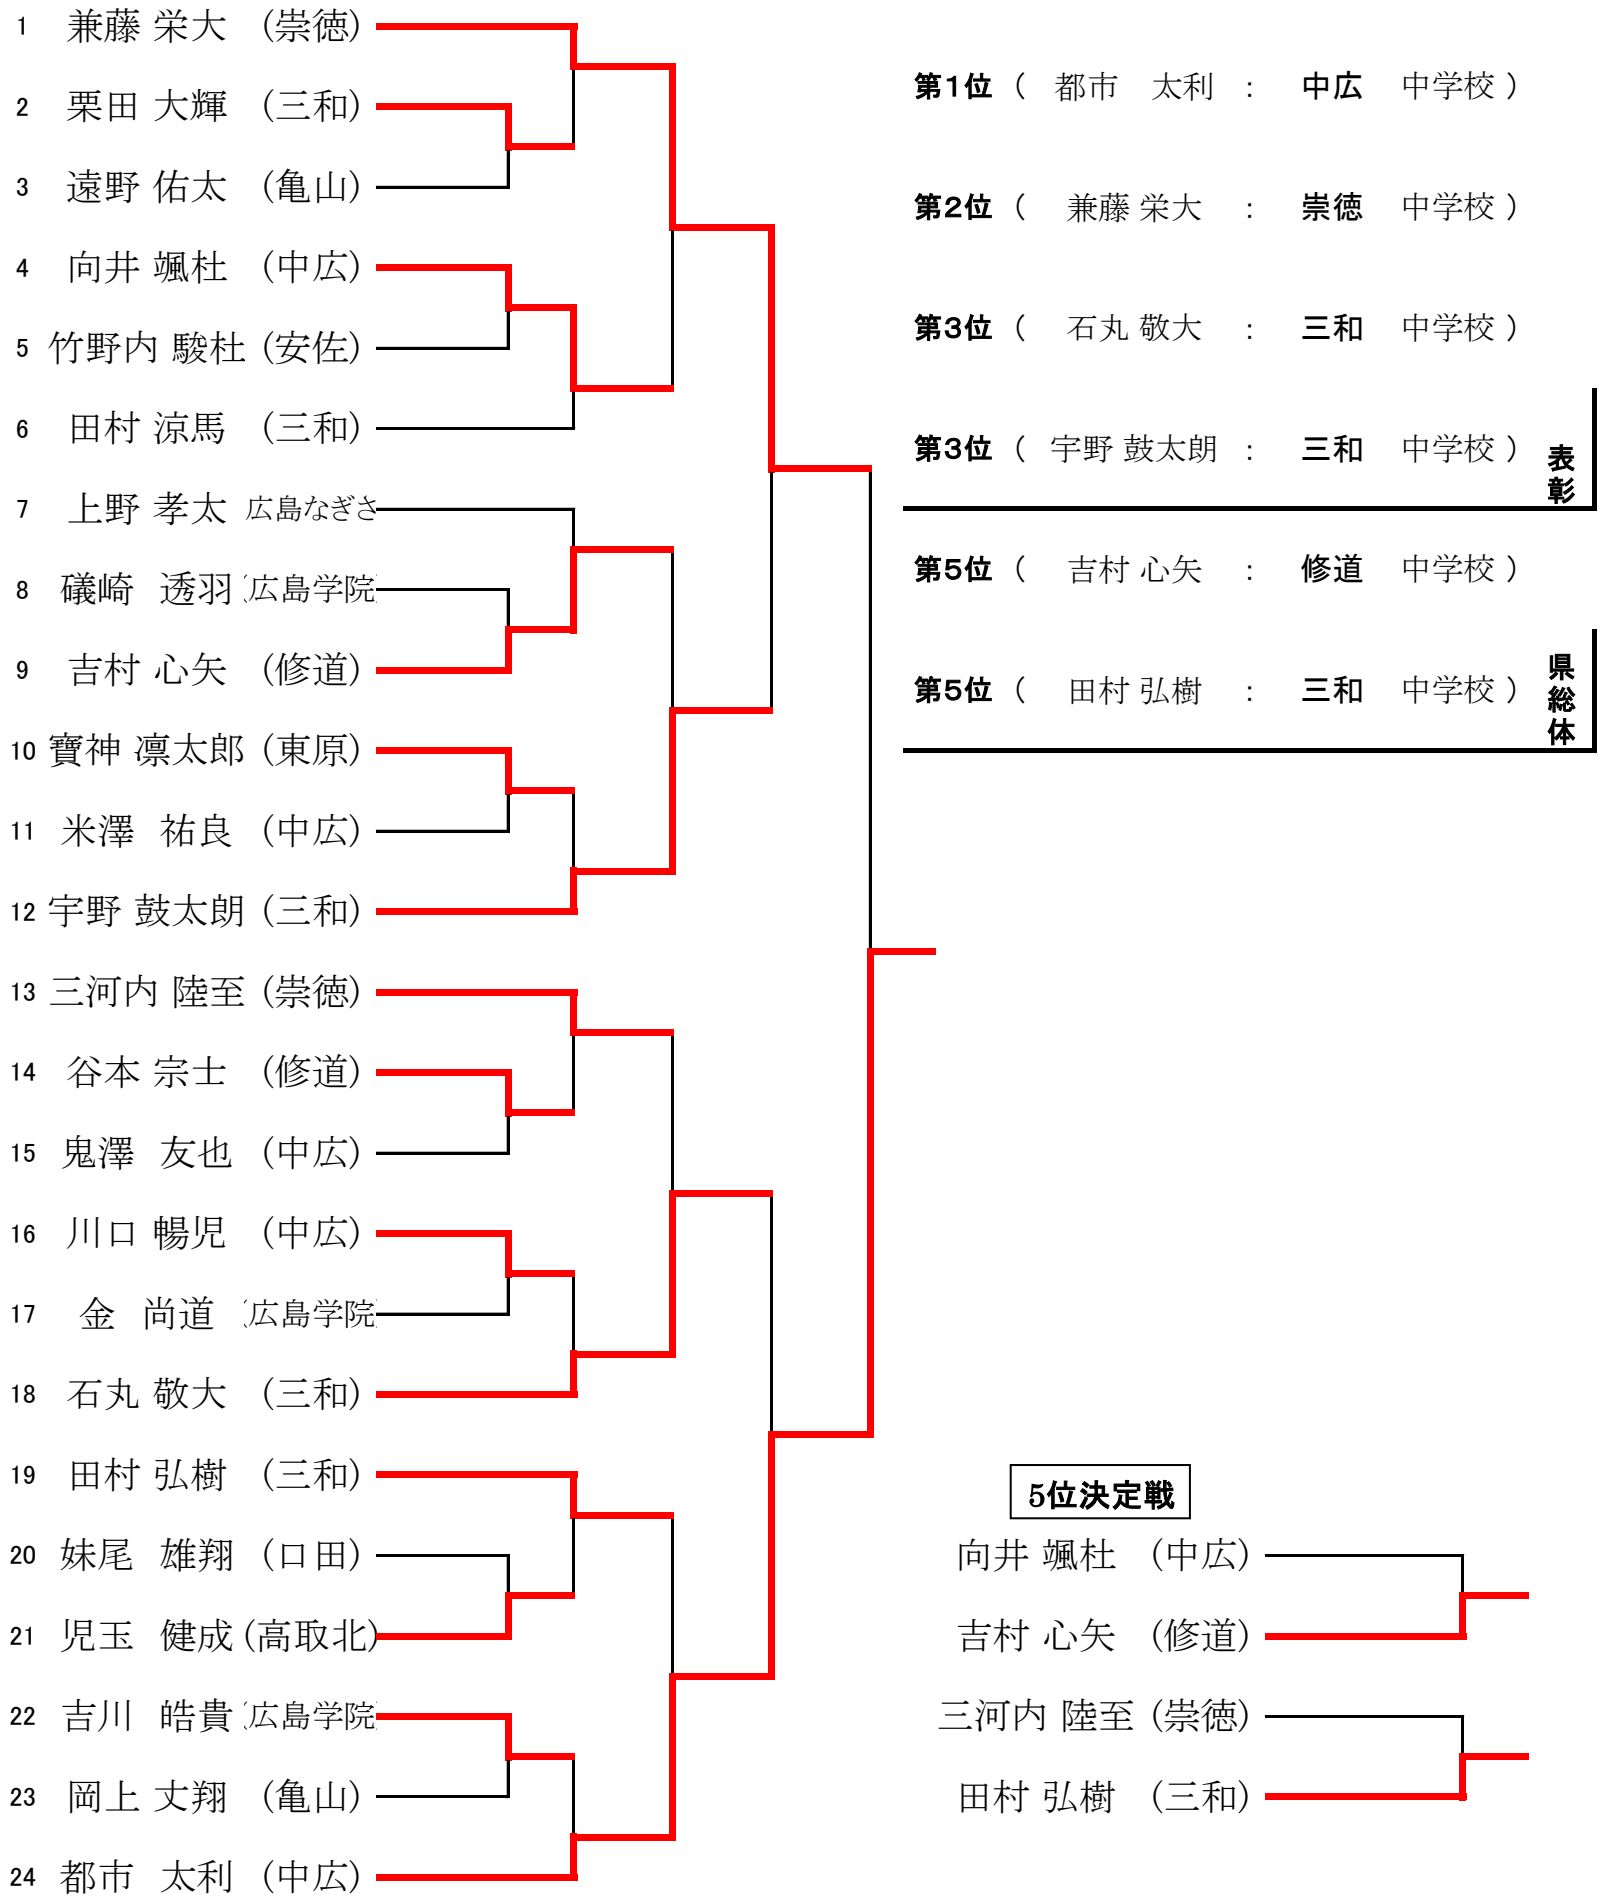 1 兼藤 栄大 (崇徳)
2 栗田 大輝 (三和)
3 遠野 佑太 (亀山)
4 向井 颯杜 (中広)
5 竹野内 駿杜 (安佐)
6 田村 涼馬 (三和)
7 上野 孝太 広島なぎさ
8 礒崎 透羽 (広島学院)
9 吉村 心矢 (修道)
10 寶神 凛太郎 (東原)
11 米澤 祐良 (中広)
12 宇野 鼓太朗 (三和)
13 三河内 陸至 (崇徳)
14 谷本 宗士 (修道)
15 鬼澤 友也 (中広)
16 川口 暢児 (中広)
17 金 尚道 (広島学院)
18 石丸 敬大 (三和)
19 田村 弘樹 (三和)
20 妹尾 雄翔 (口田)
21 児玉 健成 (高取北)
22 吉川 皓貴 (広島学院)
23 岡上 丈翔 (亀山)
24 都市 太利 (中広)
第1位 ( 都市 太利 : 中広 中学校 )
第2位 ( 兼藤 栄大 : 崇徳 中学校 )
第3位 ( 石丸 敬大 : 三和 中学校 )
第3位 ( 宇野 鼓太朗 : 三和 中学校 )
表彰
第5位 ( 吉村 心矢 : 修道 中学校 )
第5位 ( 田村 弘樹 : 三和 中学校 )
県総体
5位決定戦
向井 颯杜 (中広)
吉村 心矢 (修道)
三河内 陸至 (崇徳)
田村 弘樹 (三和)